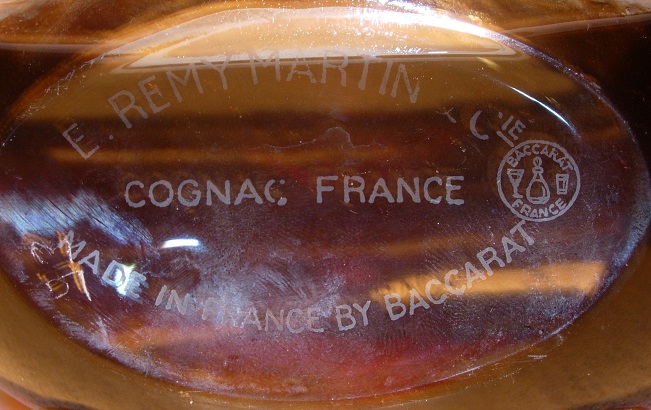 E. REMY MARTIN & CIE
COGNAC, FRANCE
BACCARAT
FRANCE
MADE IN FRANCE BY BACCARAT